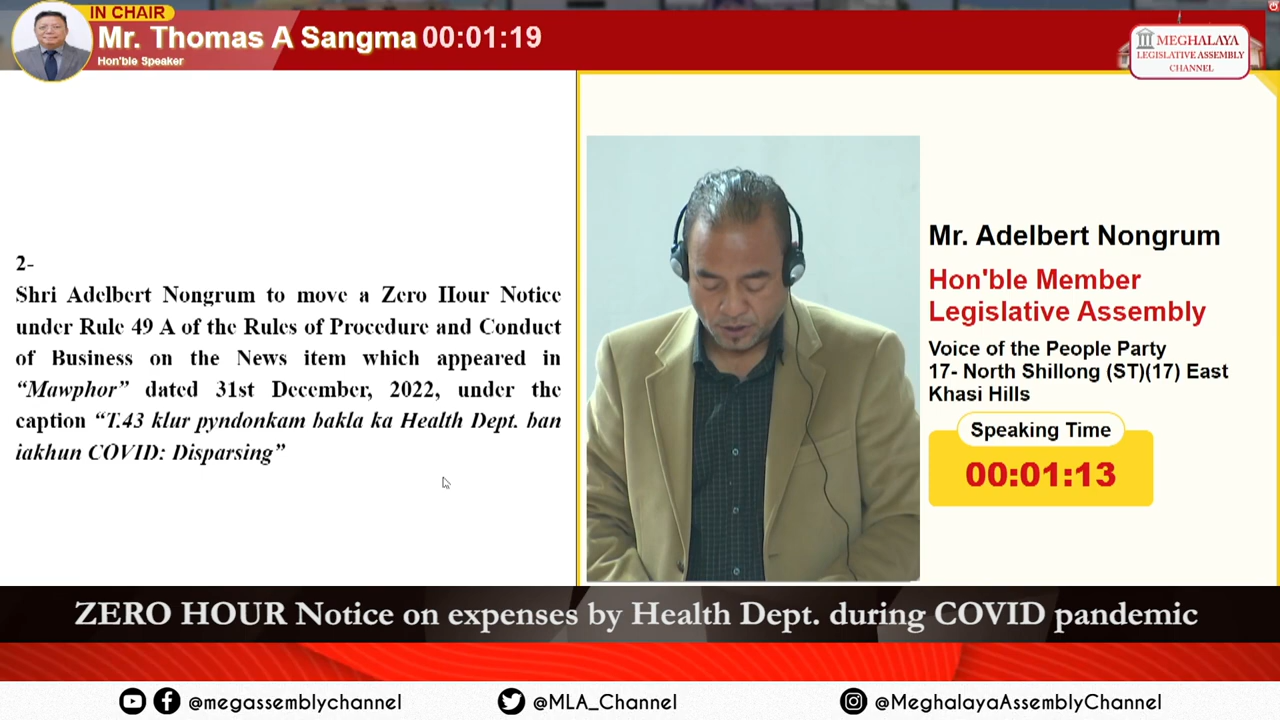 IN CHAIR
Mr. Thomas A Sangma 00:01:19
Hon'ble Speaker
MEGHALAYA
LEGISLATIVE ASSEMBLY
CHANNEL
2-
Shri Adelbert Nongrum to move a Zero Hour Notice
under Rule 49 A of the Rules of Procedure and Conduct
of Business on the News item which appeared in
“Mawphor” dated 31st December, 2022, under the
caption “T.43 klur pyndonkam bakla ka Health Dept. ban
iakhun COVID: Disparsing”
Mr. Adelbert Nongrum
Hon'ble Member
Legislative Assembly
Voice of the People Party
17- North Shillong (ST)(17) East
Khasi Hills
Speaking Time
00:01:13
ZERO HOUR Notice on expenses by Health Dept. during COVID pandemic
@megassemblychannel
@MLA_Channel
@MeghalayaAssemblyChannel